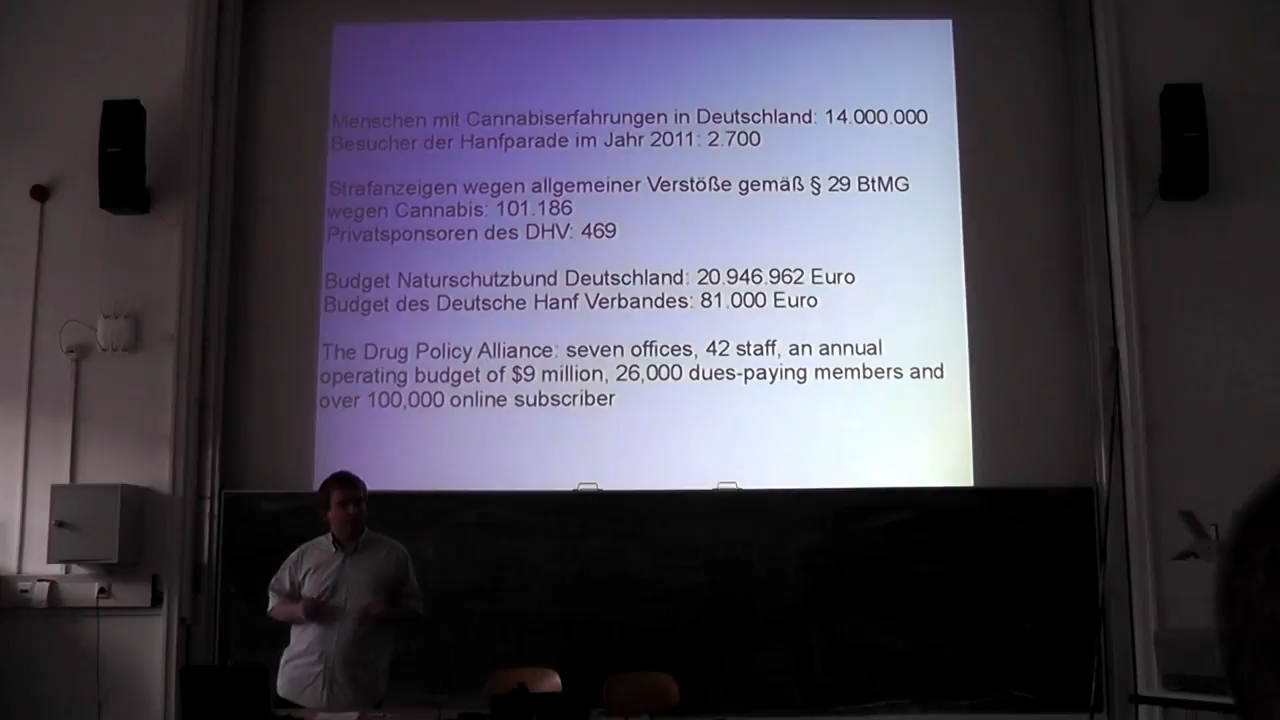 Menschen mit Cannabiserfahrungen in Deutschland: 14.000.000
Besucher der Hanfparade im Jahr 2011: 2.700
Strafanzeigen wegen allgemeiner Verstöße gemäß § 29 BtMG
wegen Cannabis: 101.186
Privatsponsoren des DHV: 469
Budget Naturschutzbund Deutschland: 20.946.962 Euro
Budget des Deutsche Hanf Verbandes: 81.000 Euro
The Drug Policy Alliance: seven offices, 42 staff, an annual
operating budget of $9 million, 26,000 dues-paying members and
over 100,000 online subscriber